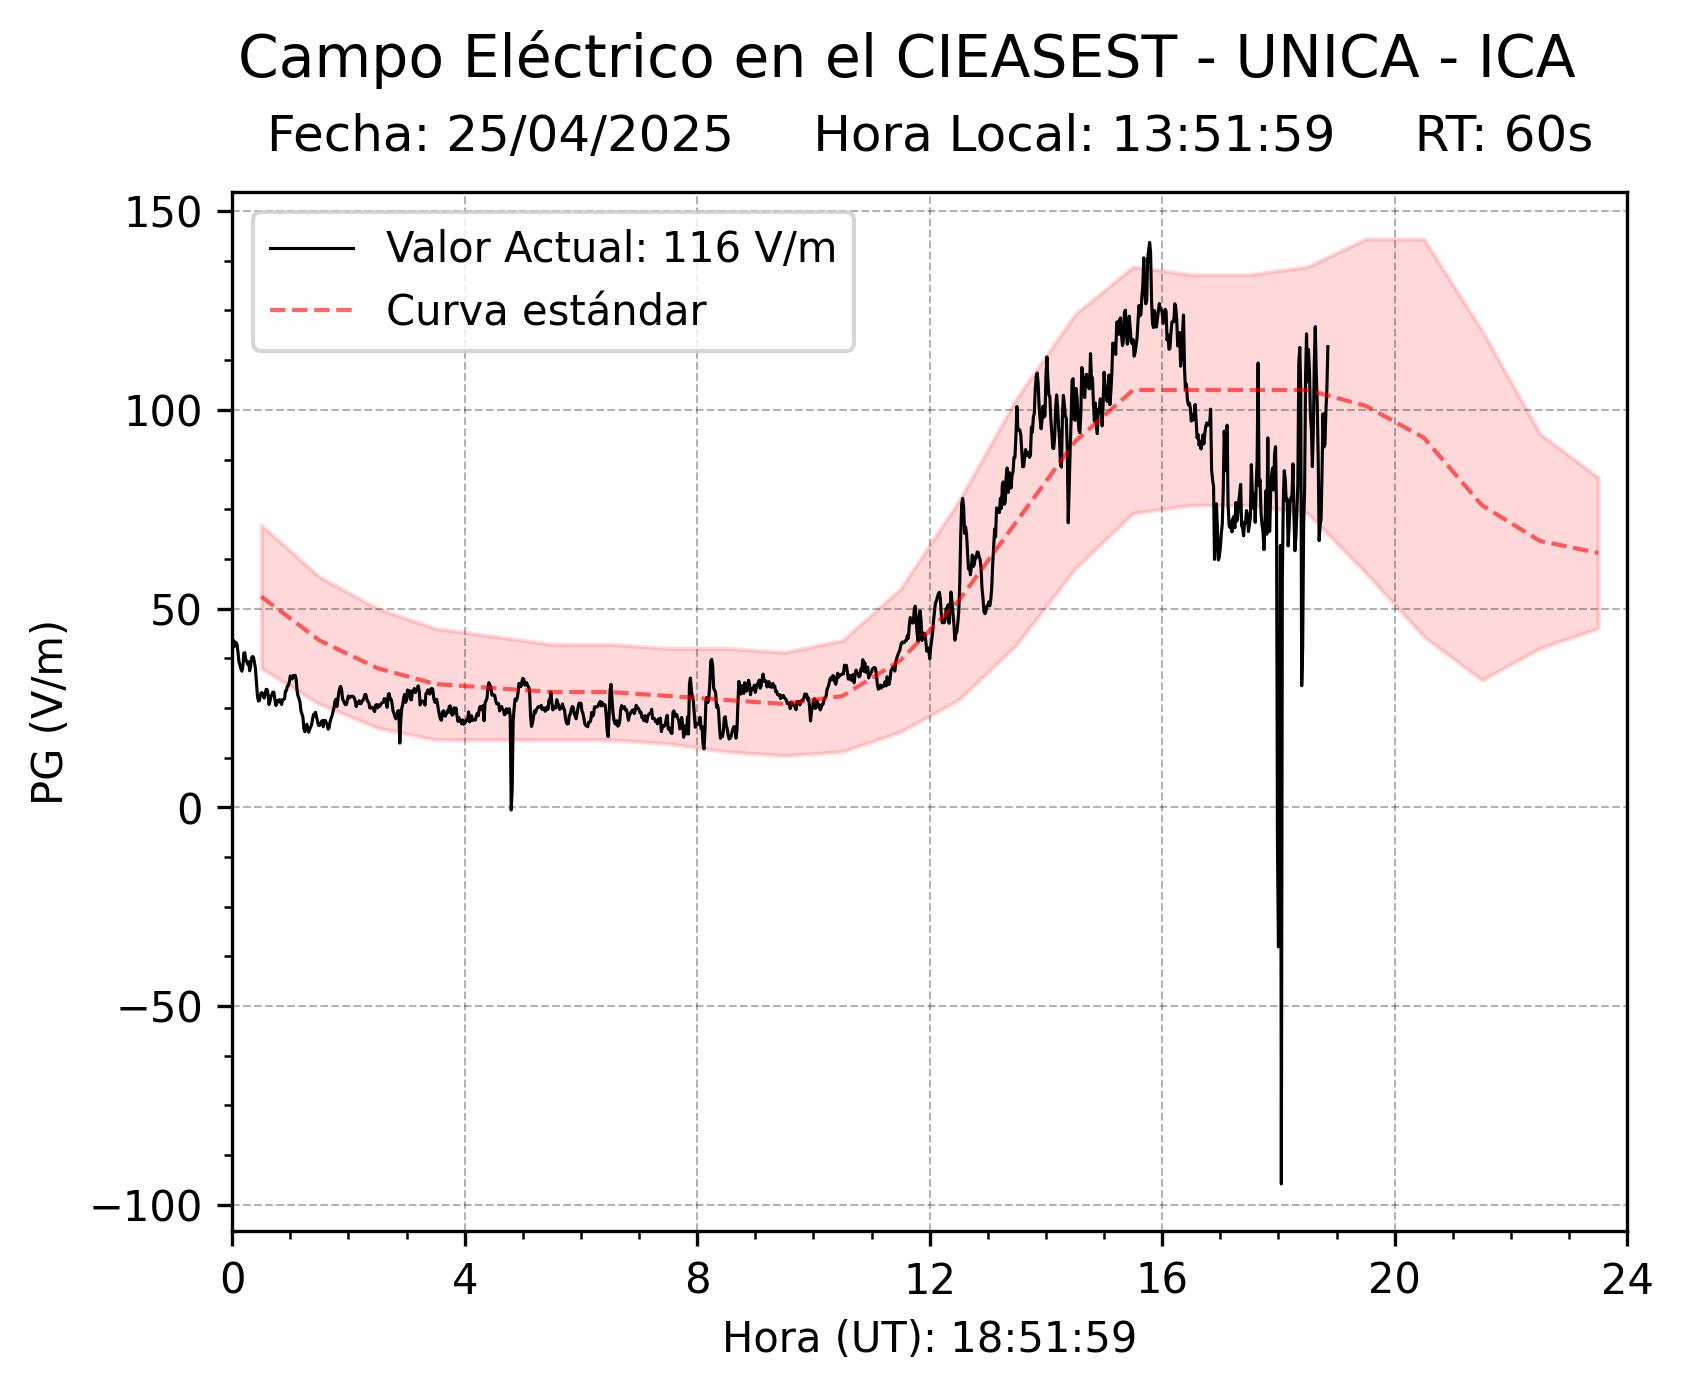 Campo Eléctrico en el CIEASEST - UNICA - ICA
Fecha: 25/04/2025 Hora Local: 13:51:59 RT: 60s
Valor Actual: 116 V/m
Curva estándar
PG (V/m)
150
100
50
0
−50
−100
0 4 8 12 16 20 24
Hora (UT): 18:51:59